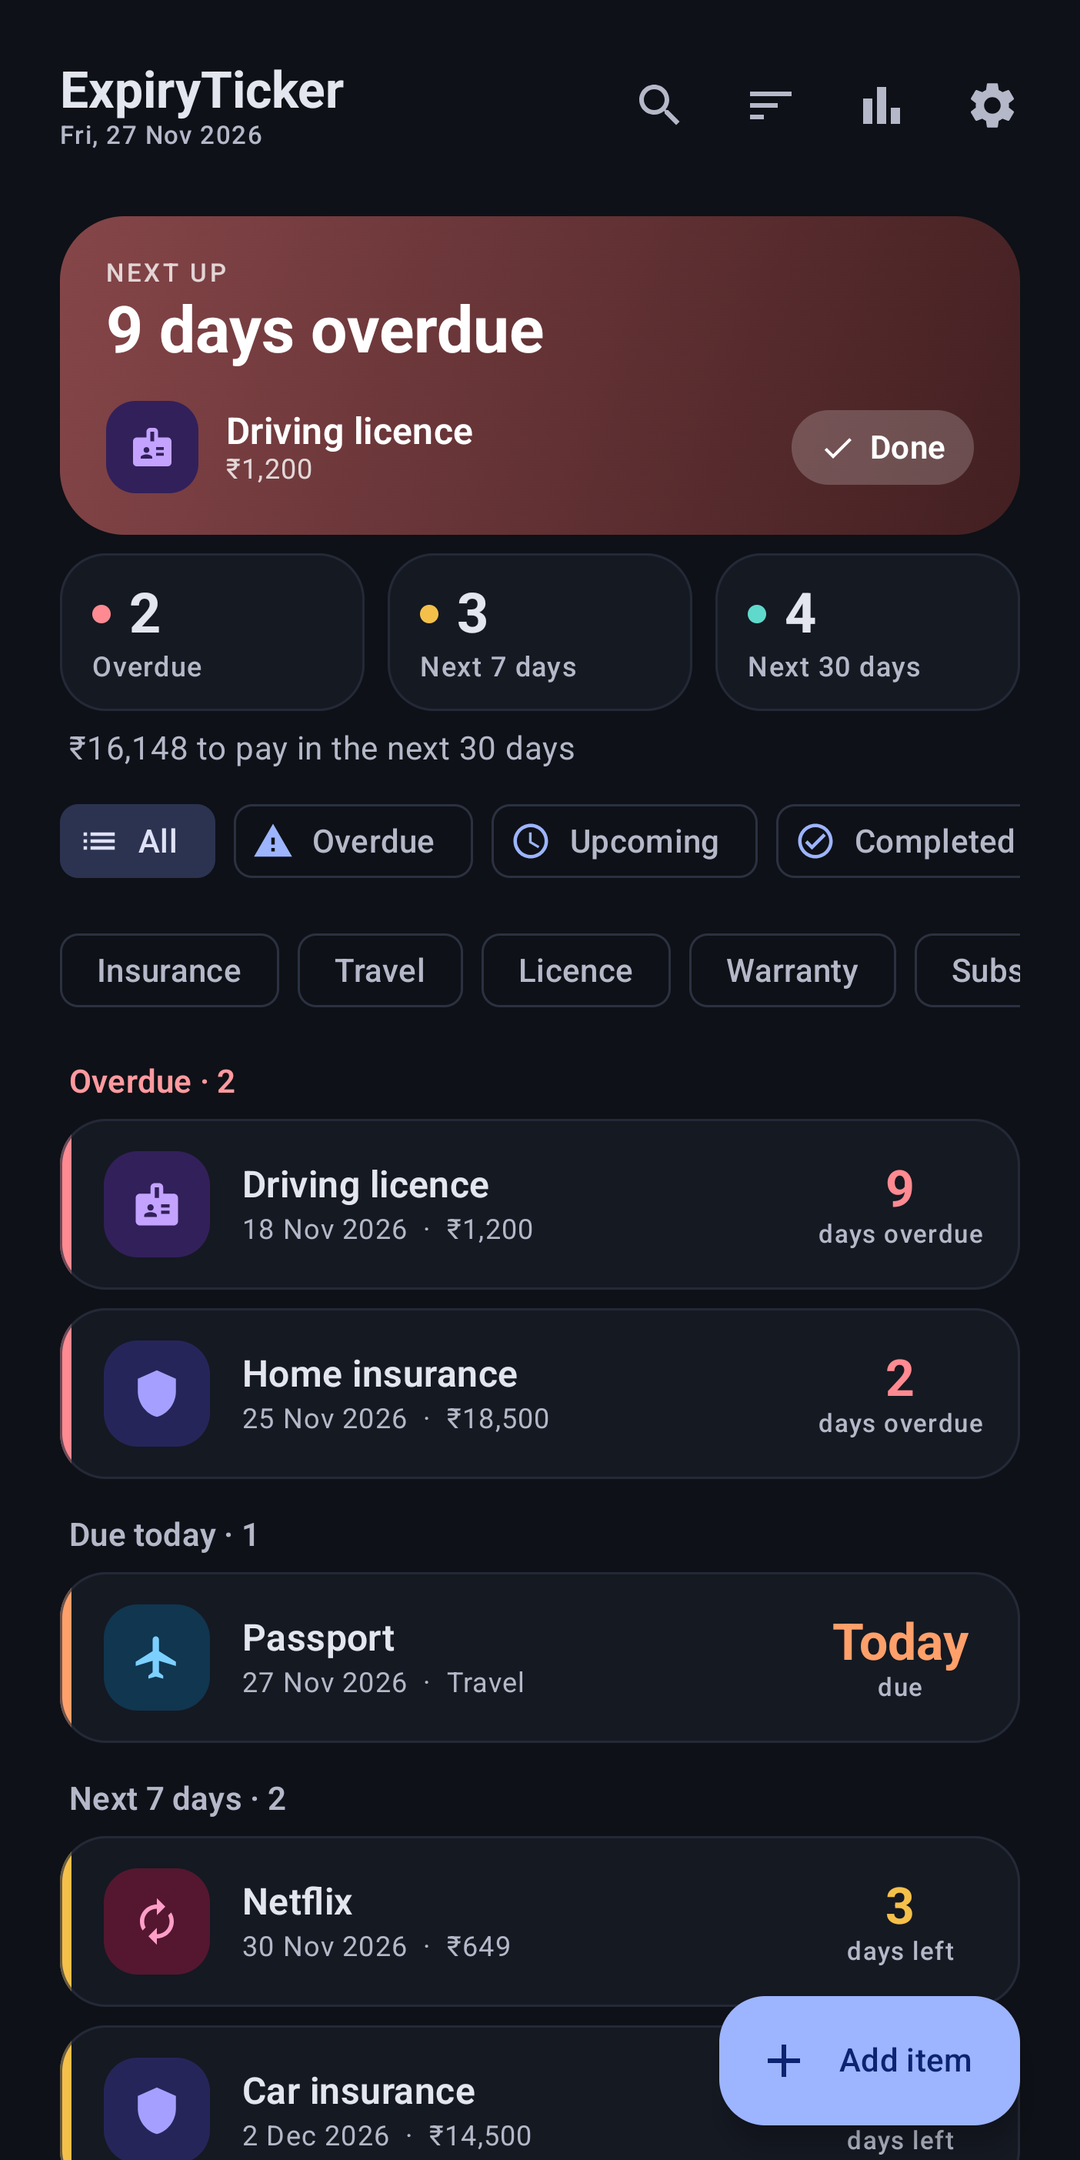 ExpiryTicker
Fri, 27 Nov 2026
NEXT UP
9 days overdue
Driving licence
₹1,200
Done
2
Overdue
3
Next 7 days
4
Next 30 days
₹16,148 to pay in the next 30 days
All
Overdue
Upcoming
Completed
Insurance
Travel
Licence
Warranty
Subs
Overdue · 2
Driving licence
18 Nov 2026 · ₹1,200
9
days overdue
Home insurance
25 Nov 2026 · ₹18,500
2
days overdue
Due today · 1
Passport
27 Nov 2026 · Travel
Today
due
Next 7 days · 2
Netflix
30 Nov 2026 · ₹649
3
days left
Add item
Car insurance
2 Dec 2026 · ₹14,500
days left